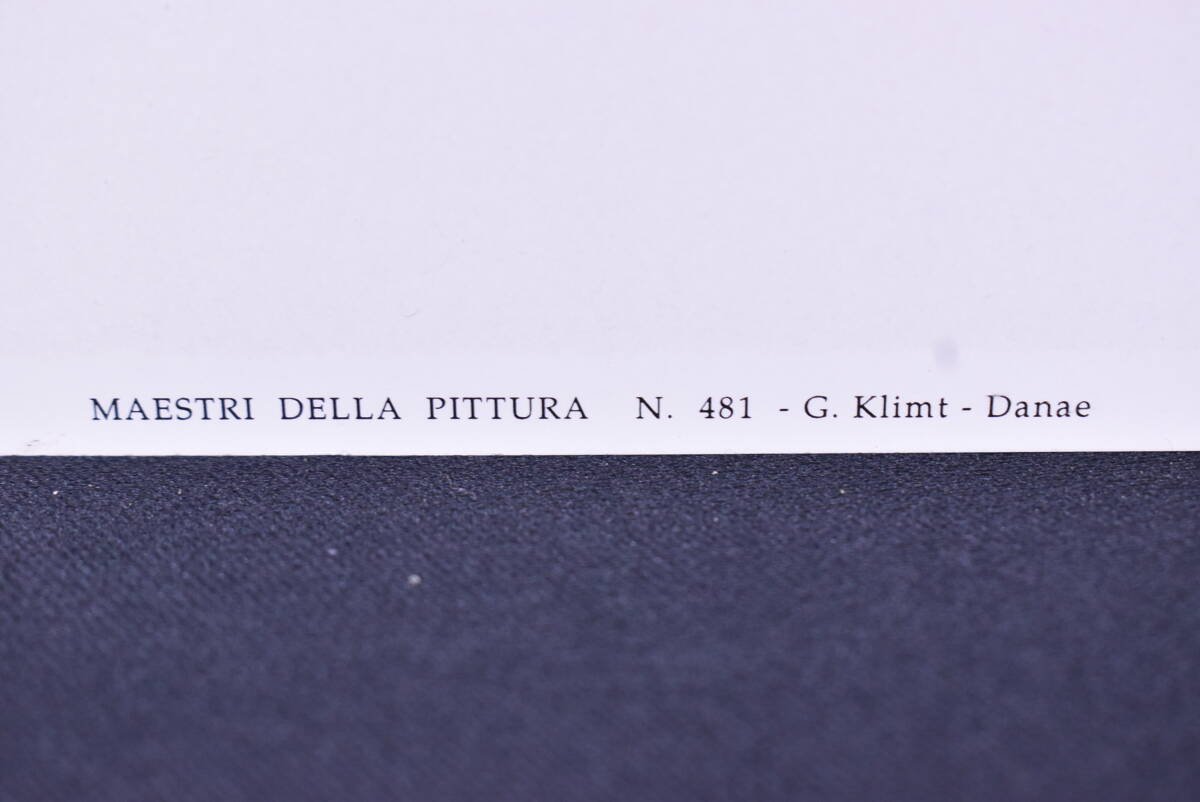 MAESTRI DELLA PITTURA N. 481 - G. Klimt - Danae